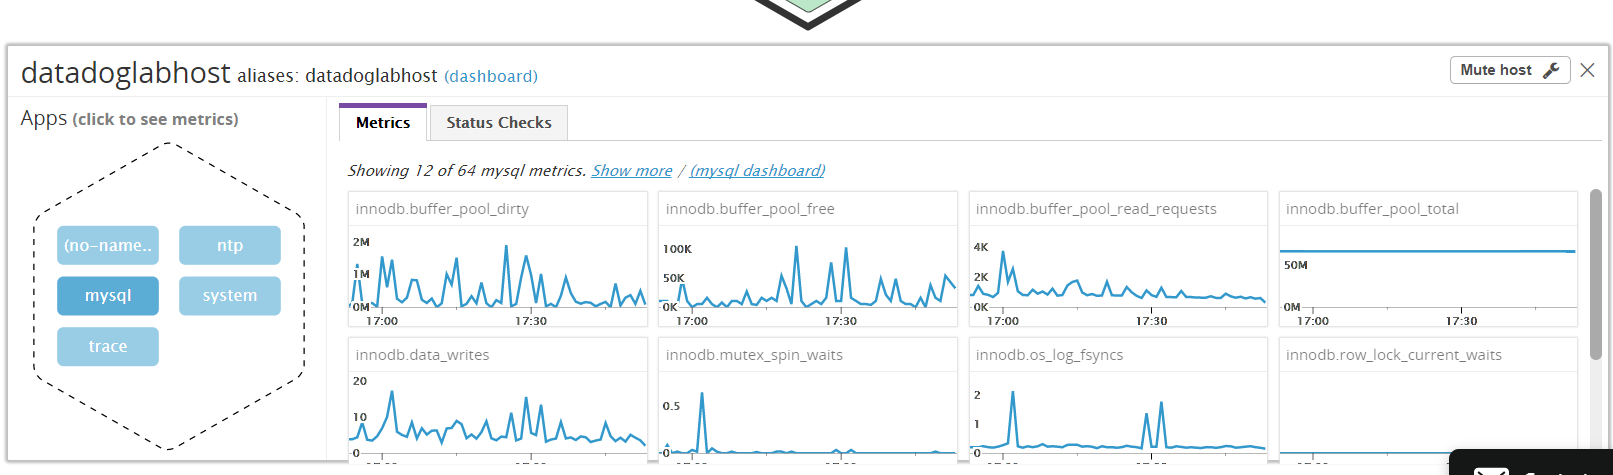 datadoglabhost aliases: datadoglabhost (dashboard)
Mute host
Apps (click to see metrics)
(no-name..
ntp
mysql
system
trace
Metrics
Status Checks
Showing 12 of 64 mysql metrics. Show more / (mysql dashboard)
innodb.buffer_pool_dirty
2M
1M
0M
17:00
17:30
innodb.buffer_pool_free
100K
50K
0K
17:00
17:30
innodb.buffer_pool_read_requests
4K
2K
0K
17:00
17:30
innodb.buffer_pool_total
50M
0M
17:00
17:30
innodb.data_writes
20
10
0
innodb.mutex_spin_waits
0.5
0
innodb.os_log_fsyncs
2
1
0
innodb.row_lock_current_waits